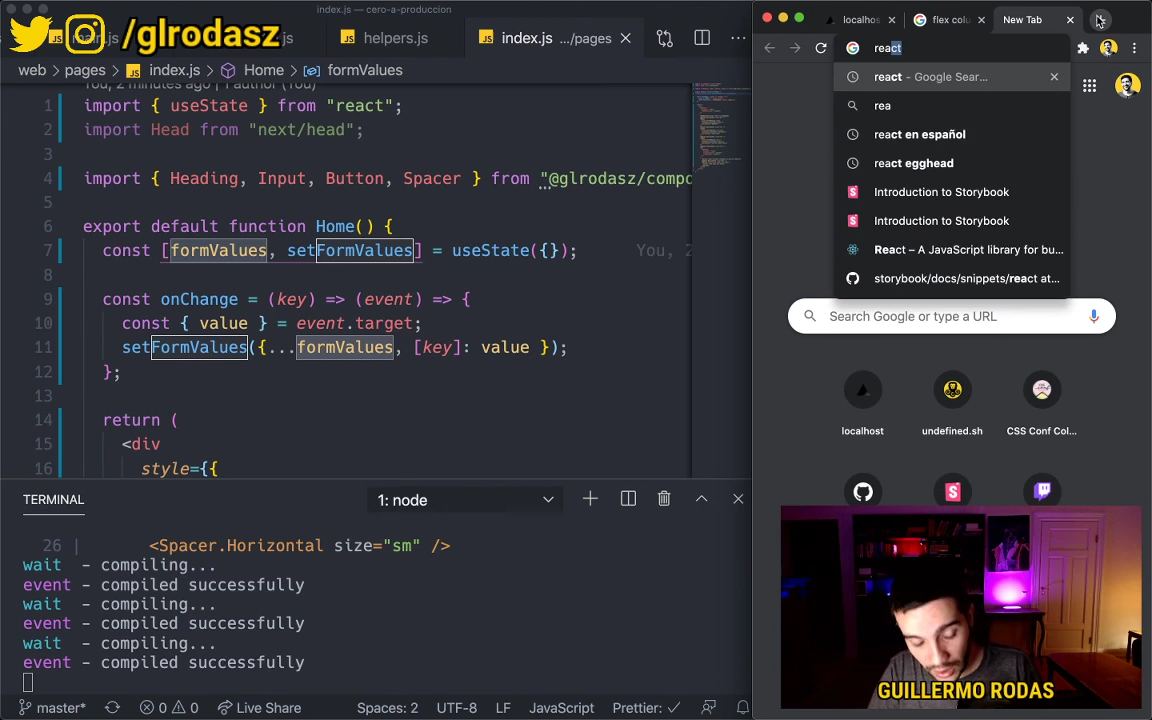 index.js — cero-a-produccion
/glrodasz
helpers.js
index.js .../pages
web > pages > index.js > Home > formValues
You, 2 minutes ago | 1 author (You)
1 import { useState } from "react";
2 import Head from "next/head";
3
4 import { Heading, Input, Button, Spacer } from "@glrodasz/compo
5
6 export default function Home() {
7 const [formValues, setFormValues] = useState({}); You, 2
8
9 const onChange = (key) => (event) => {
10 const { value } = event.target;
11 setFormValues({...formValues, [key]: value });
12 };
13
14 return (
15 <div
16 style={{
TERMINAL
1: node
26 | <Spacer.Horizontal size="sm" />
wait - compiling...
event - compiled successfully
wait - compiling...
event - compiled successfully
wait - compiling...
event - compiled successfully
master* 0 0 Live Share Spaces: 2 UTF-8 LF JavaScript Prettier: ✓
localhos
flex colu
New Tab
react
react - Google Sear...
rea
react en español
react egghead
Introduction to Storybook
Introduction to Storybook
React – A JavaScript library for bu...
storybook/docs/snippets/react at...
Search Google or type a URL
localhost
undefined.sh
CSS Conf Col...
GUILLERMO RODAS